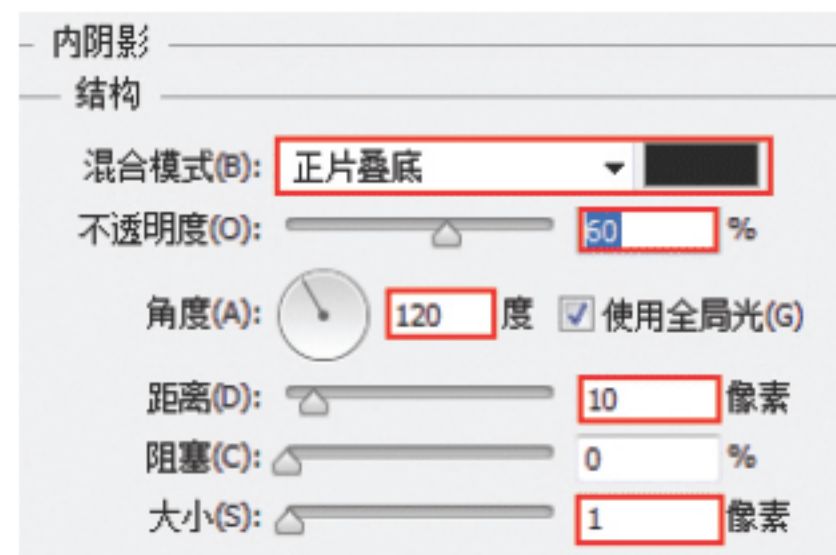 内阴影
结构
混合模式(B): 正片叠底
不透明度(O): 60 %
角度(A): 120 度 使用全局光(G)
距离(D): 10 像素
阻塞(C): 0 %
大小(S): 1 像素